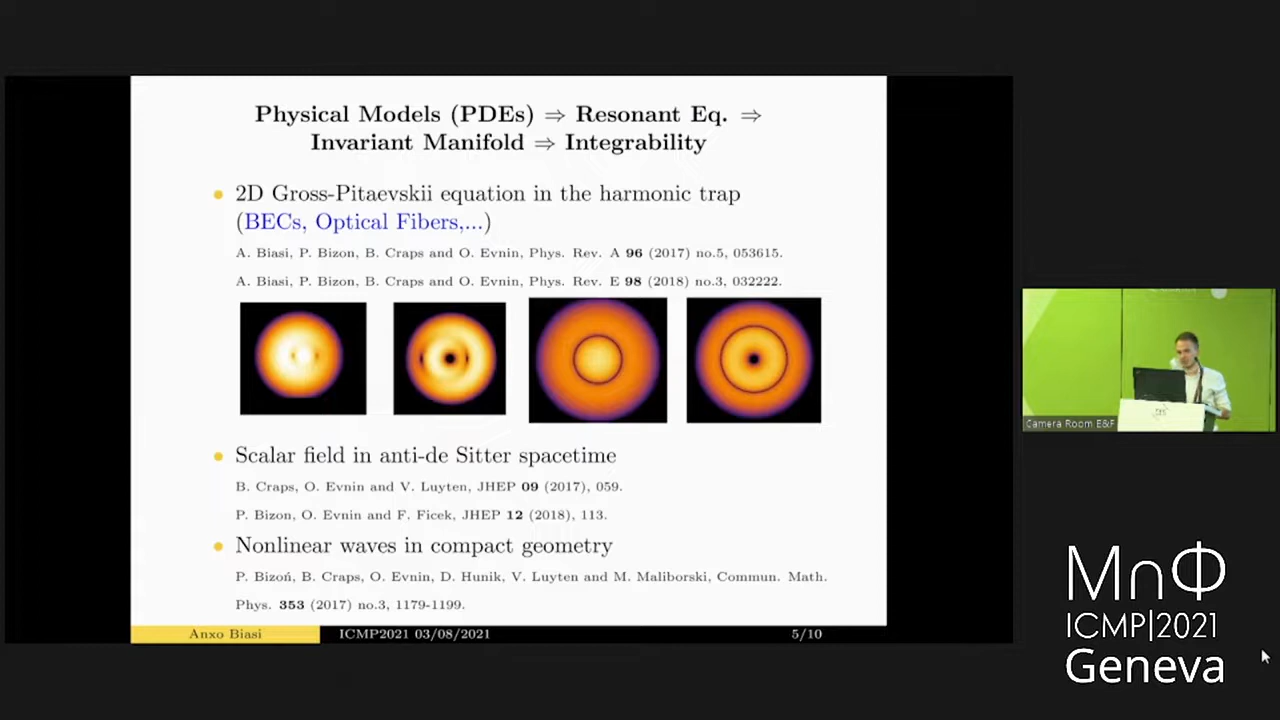 Physical Models (PDEs) ⇒ Resonant Eq. ⇒
Invariant Manifold ⇒ Integrability
• 2D Gross-Pitaevskii equation in the harmonic trap
(BECs, Optical Fibers,...)
A. Biasi, P. Bizon, B. Craps and O. Evnin, Phys. Rev. A 96 (2017) no.5, 053615.
A. Biasi, P. Bizon, B. Craps and O. Evnin, Phys. Rev. E 98 (2018) no.3, 032222.
• Scalar field in anti-de Sitter spacetime
B. Craps, O. Evnin and V. Luyten, JHEP 09 (2017), 059.
P. Bizon, O. Evnin and F. Ficek, JHEP 12 (2018), 113.
• Nonlinear waves in compact geometry
P. Bizoń, B. Craps, O. Evnin, D. Hunik, V. Luyten and M. Maliborski, Commun. Math.
Phys. 353 (2017) no.3, 1179-1199.
Anxo Biasi ICMP2021 03/08/2021 5/10
Camera Room E&F
MηΦ
ICMP|2021
Geneva